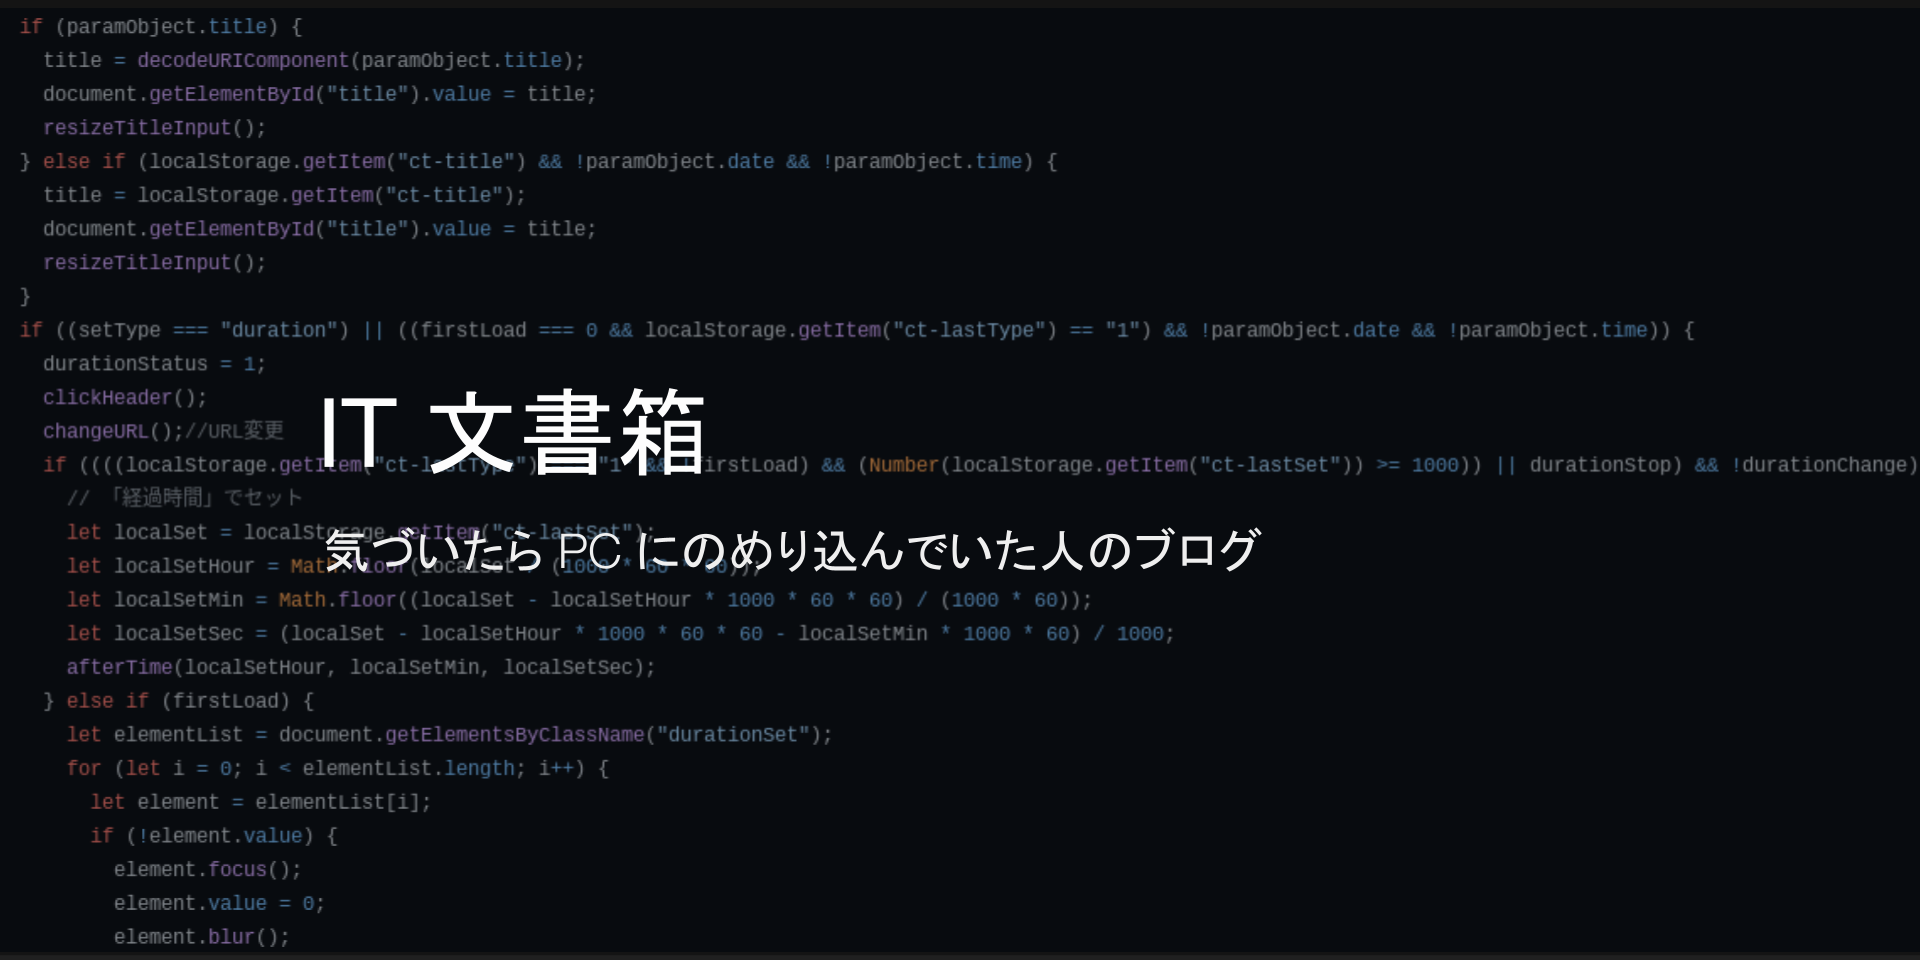 if (paramObject.title) {
title = decodeURIComponent(paramObject.title);
document.getElementById("title").value = title;
resizeTitleInput();
} else if (localStorage.getItem("ct-title") && !paramObject.date && !paramObject.time) {
title = localStorage.getItem("ct-title");
document.getElementById("title").value = title;
resizeTitleInput();
}
if ((setType === "duration") || ((firstLoad === 0 && localStorage.getItem("ct-lastType") == "1") && !paramObject.date && !paramObject.time)) {
durationStatus = 1;
clickHeader();
changeURL();//URL変更
IT 文書箱
if ((((localStorage.getItem("ct-lastType") "1" && !firstLoad) && (Number(localStorage.getItem("ct-lastSet")) >= 1000)) || durationStop) && !durationChange)
// 「経過時間」でセット
let localSet = localStorage.getItem("ct-lastSet");
気づいたら PC にのめり込んでいた人のブログ
let localSetHour = Math.floor(localSet / (1000 * 60 * 60));
let localSetMin = Math.floor((localSet - localSetHour * 1000 * 60 * 60) / (1000 * 60));
let localSetSec = (localSet - localSetHour * 1000 * 60 * 60 - localSetMin * 1000 * 60) / 1000;
afterTime(localSetHour, localSetMin, localSetSec);
} else if (firstLoad) {
let elementList = document.getElementsByClassName("durationSet");
for (let i = 0; i < elementList.length; i++) {
let element = elementList[i];
if (!element.value) {
element.focus();
element.value = 0;
element.blur();